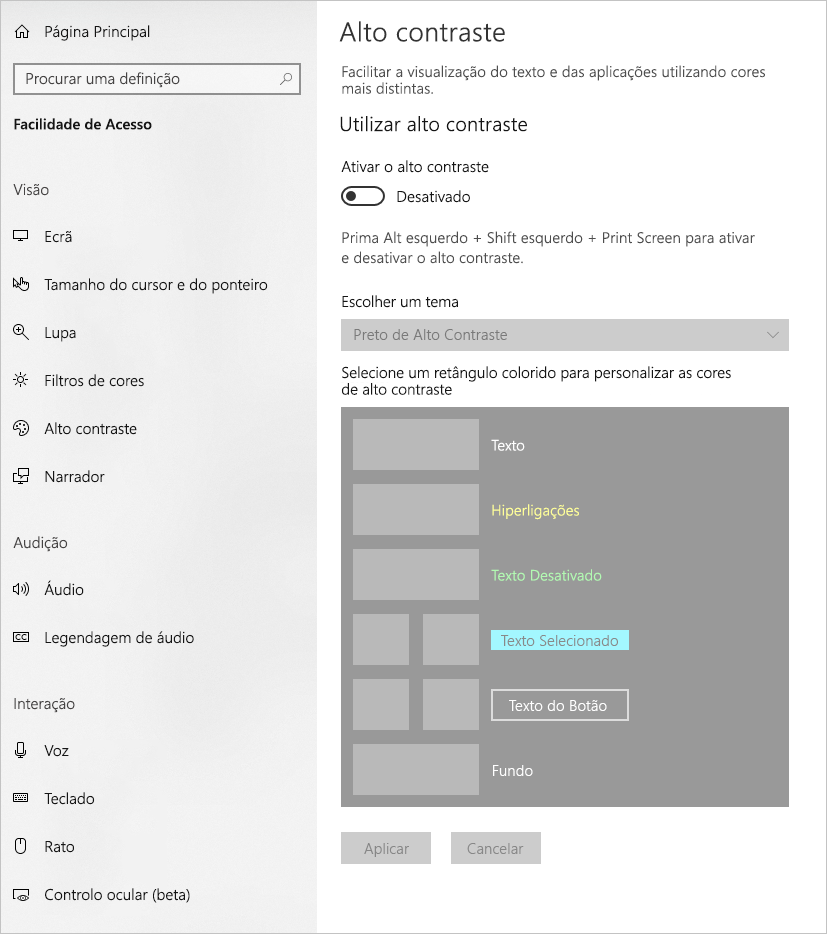 Página Principal
Procurar uma definição
Facilidade de Acesso
Visão
Ecrã
Tamanho do cursor e do ponteiro
Lupa
Filtros de cores
Alto contraste
Narrador
Audição
Áudio
Legendagem de áudio
Interação
Voz
Teclado
Rato
Controlo ocular (beta)
Alto contraste
Facilitar a visualização do texto e das aplicações utilizando cores
mais distintas.
Utilizar alto contraste
Ativar o alto contraste
Desativado
Prima Alt esquerdo + Shift esquerdo + Print Screen para ativar
e desativar o alto contraste.
Escolher um tema
Preto de Alto Contraste
Selecione um retângulo colorido para personalizar as cores
de alto contraste
Texto
Hiperligações
Texto Desativado
Texto Selecionado
Texto do Botão
Fundo
Aplicar Cancelar